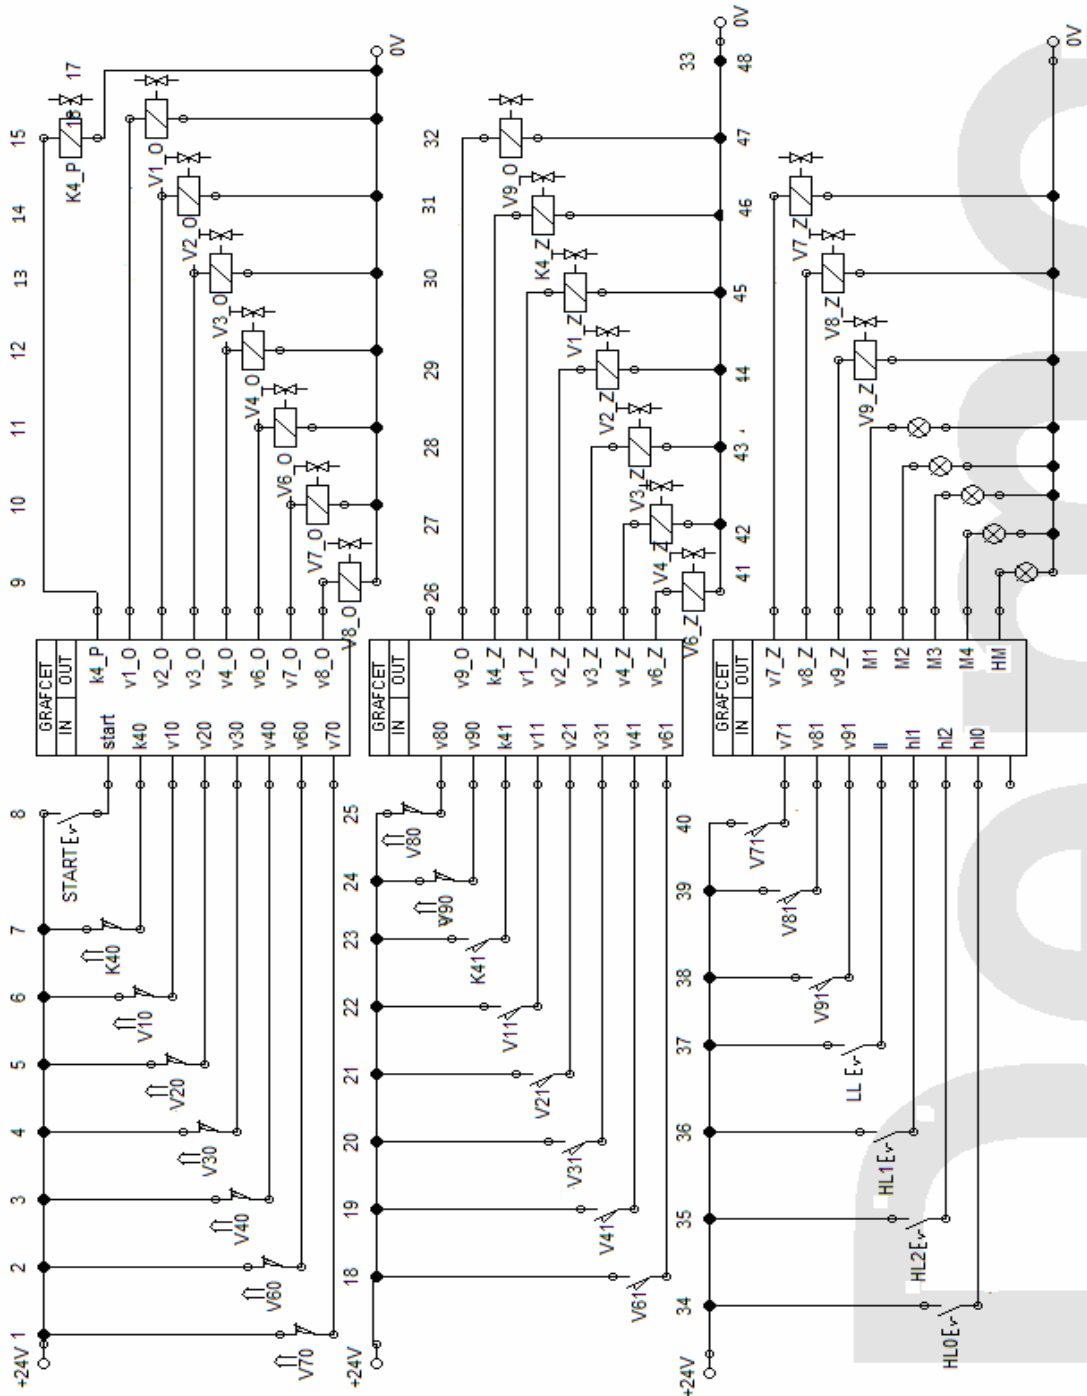 +24V
1
2
3
4
5
6
7
8
V70
V60
V40
V30
V20
V10
K40
START
GRAFCET
IN
OUT
start
k40
v10
v20
v30
v40
v60
v70
k4_P
v1_O
v2_O
v3_O
v4_O
v6_O
v7_O
v8_O
9
10
11
12
13
14
15
16
17
K4_P
V1_O
V2_O
V3_O
V4_O
V6_O
V7_O
V8_O
0V
+24V
18
19
20
21
22
23
24
25
V61
V41
V31
V21
V11
K41
V90
V80
GRAFCET
IN
OUT
v80
v90
k41
v11
v21
v31
v41
v61
v9_O
k4_Z
v1_Z
v2_Z
v3_Z
v4_Z
v6_Z
26
27
28
29
30
31
32
33
V9_O
K4_Z
V1_Z
V2_Z
V3_Z
V4_Z
V6_Z
0V
+24V
34
35
36
37
38
39
40
HL0
HL2
HL1
LL
V91
V81
V71
GRAFCET
IN
OUT
v71
v81
v91
ll
hl1
hl2
hl0
v7_Z
v8_Z
v9_Z
M1
M2
M3
M4
HM
41
42
43
44
45
46
47
48
V7_Z
V8_Z
V9_Z
0V